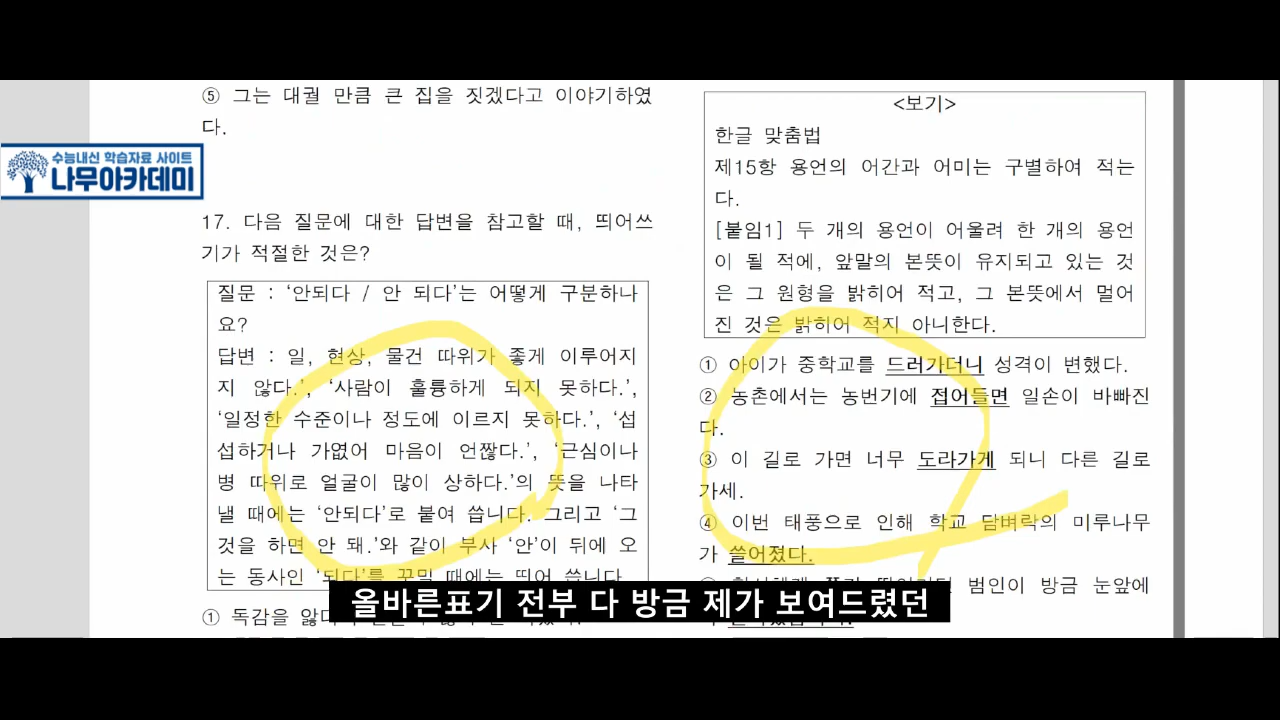 ⑤ 그는 대궐 만큼 큰 집을 짓겠다고 이야기하였
다.
수능내신 학습자료 사이트
나무아카데미
17. 다음 질문에 대한 답변을 참고할 때, 띄어쓰
기가 적절한 것은?
질문 : ‘안되다 / 안 되다’는 어떻게 구분하나
요?
답변 : 일, 현상, 물건 따위가 좋게 이루어지
지 않다.’, ‘사람이 훌륭하게 되지 못하다.’,
‘일정한 수준이나 정도에 이르지 못하다.’, ‘섭
섭하거나 가엾어 마음이 언짢다.’, ‘근심이나
병 따위로 얼굴이 많이 상하다.’의 뜻을 나타
낼 때에는 ‘안되다’로 붙여 씁니다. 그리고 ‘그
것을 하면 안 돼.’와 같이 부사 ‘안’이 뒤에 오
는 동사인 ‘되다’를 꾸밀 때에는 띄어 씁니다
① 독감을 앓더니
<보기>
한글 맞춤법
제15항 용언의 어간과 어미는 구별하여 적는
다.
[붙임1] 두 개의 용언이 어울려 한 개의 용언
이 될 적에, 앞말의 본뜻이 유지되고 있는 것
은 그 원형을 밝히어 적고, 그 본뜻에서 멀어
진 것은 밝히어 적지 아니한다.
① 아이가 중학교를 드러가더니 성격이 변했다.
② 농촌에서는 농번기에 접어들면 일손이 바빠진
다.
③ 이 길로 가면 너무 도라가게 되니 다른 길로
가세.
④ 이번 태풍으로 인해 학교 담벼락의 미루나무
가 쓸어졌다.
범인이 방금 눈앞에
올바른표기 전부 다 방금 제가 보여드렸던